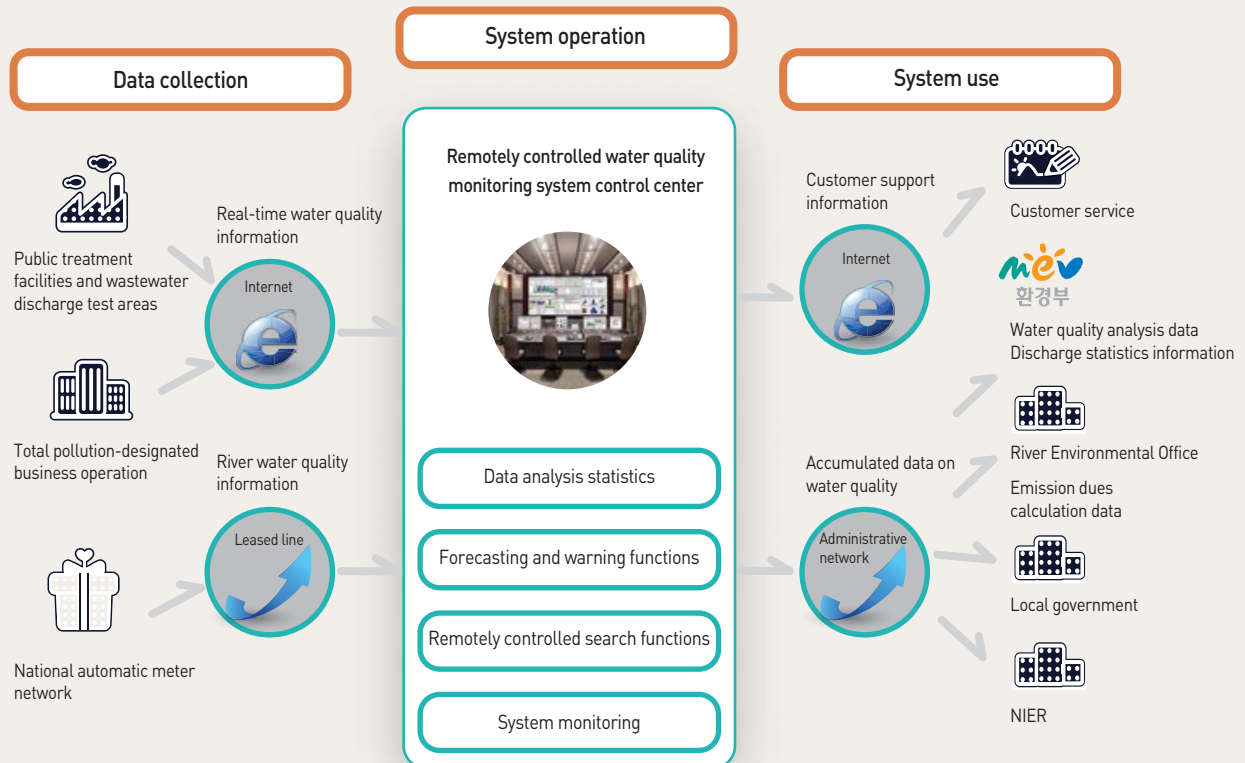 System operation
Data collection
System use
Remotely controlled water quality
monitoring system control center
Real-time water quality
information
Public treatment
facilities and wastewater
discharge test areas
Internet
Total pollution-designated
business operation
River water quality
information
Leased line
National automatic meter
network
Data analysis statistics
Forecasting and warning functions
Remotely controlled search functions
System monitoring
Customer support
information
Internet
Customer service
mev
환경부
Water quality analysis data
Discharge statistics information
River Environmental Office
Accumulated data on
water quality
Administrative
network
Emission dues
calculation data
Local government
NIER